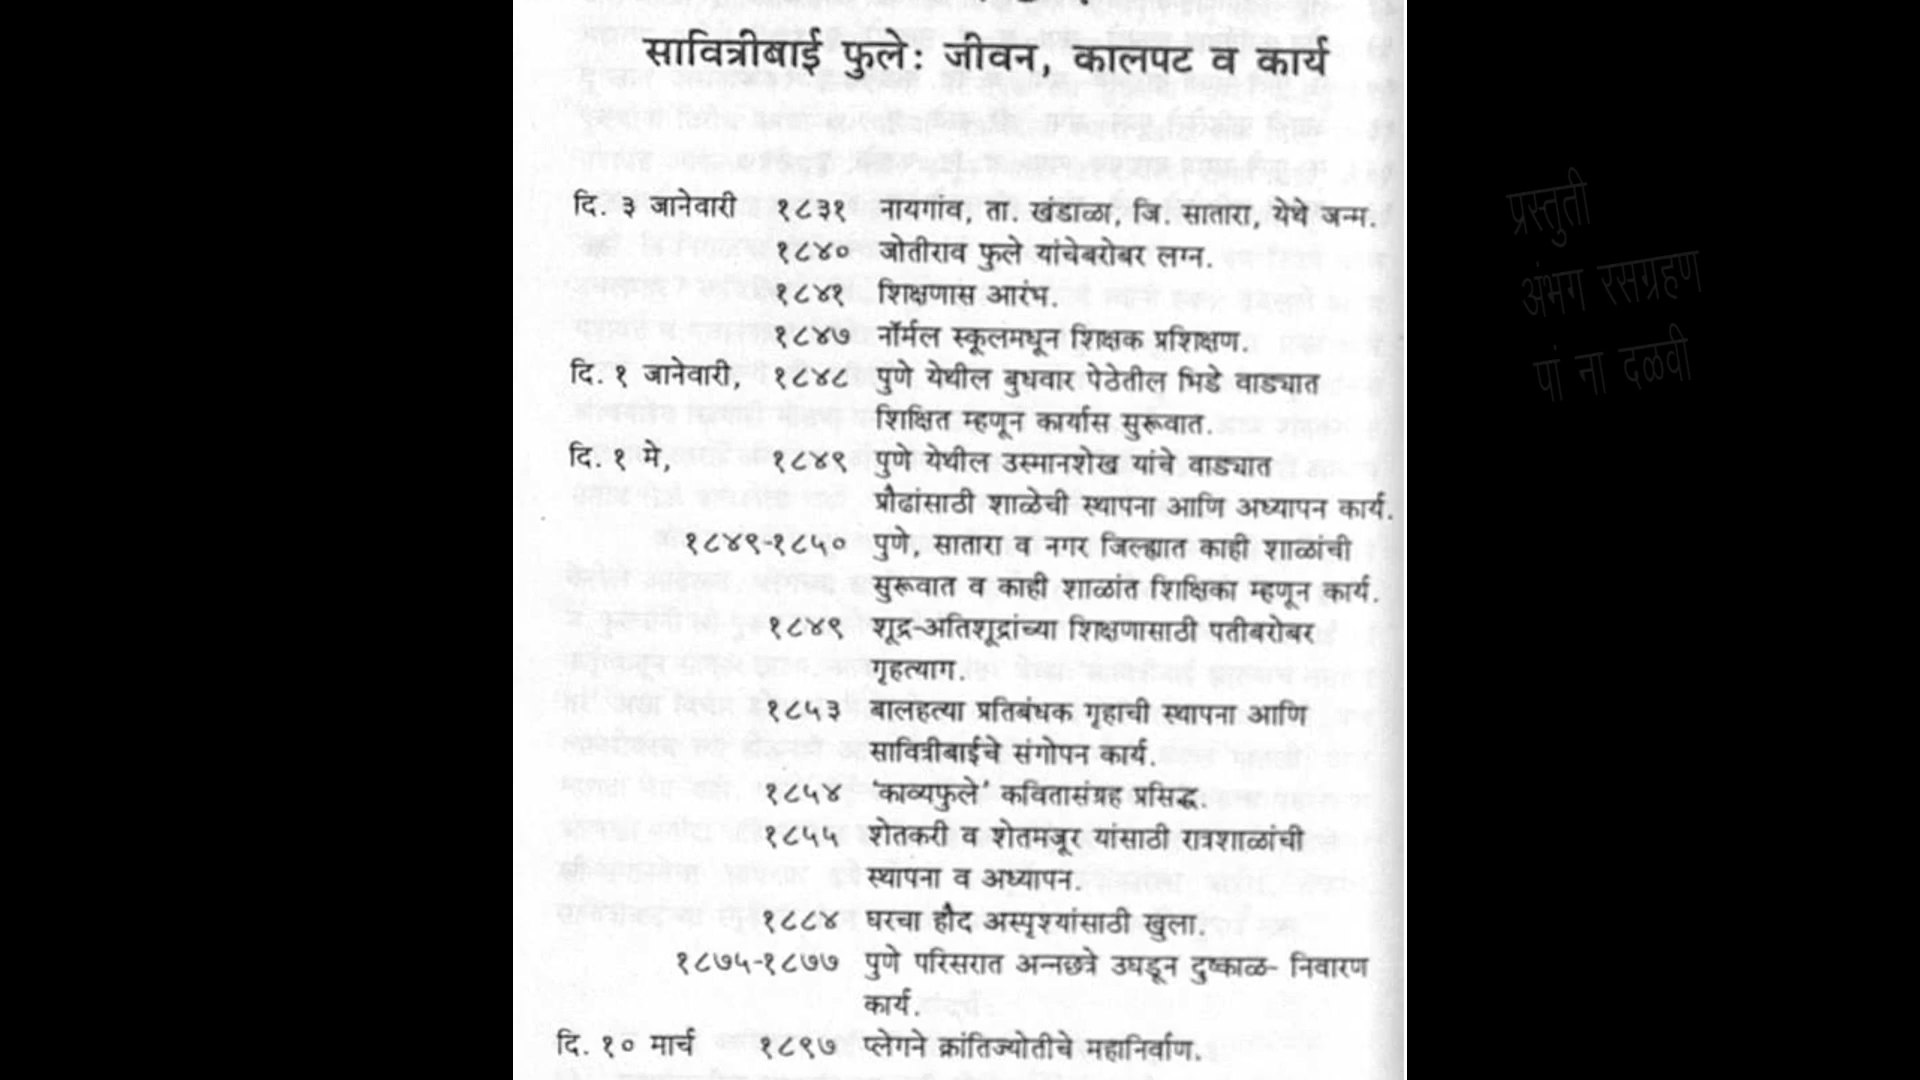 सावित्रीबाई फुले: जीवन, कालपट व कार्य
दि. ३ जानेवारी १८३१ नायगांव, ता. खंडाळा, जि. सातारा, येथे जन्म.
१८४० जोतीराव फुले यांचेबरोबर लग्न.
१८४१ शिक्षणास आरंभ.
१८४७ नॉर्मल स्कूलमधून शिक्षक प्रशिक्षण.
दि. १ जानेवारी, १८४८ पुणे येथील बुधवार पेठेतील भिडे वाड्यात
शिक्षित म्हणून कार्यास सुरूवात.
दि. १ मे, १८४९ पुणे येथील उस्मानशेख यांचे वाड्यात
प्रौढांसाठी शाळेची स्थापना आणि अध्यापन कार्य.
१८४९-१८५० पुणे, सातारा व नगर जिल्ह्यात काही शाळांची
सुरूवात व काही शाळांत शिक्षिका म्हणून कार्य.
१८४९ शूद्र-अतिशूद्रांच्या शिक्षणासाठी पतीबरोबर
गृहत्याग.
१८५३ बालहत्या प्रतिबंधक गृहाची स्थापना आणि
सावित्रीबाईचे संगोपन कार्य.
१८५४ 'काव्यफुले' कवितासंग्रह प्रसिद्ध.
१८५५ शेतकरी व शेतमजूर यांसाठी रात्रशाळांची
स्थापना व अध्यापन.
१८८४ घरचा हौद अस्पृश्यांसाठी खुला.
१८७५-१८७७ पुणे परिसरात अन्नछत्रे उघडून दुष्काळ- निवारण
कार्य.
दि. १० मार्च १८९७ प्लेगने क्रांतिज्योतीचे महानिर्वाण.
प्रस्तुती
अंभग रसग्रहण
पां ना दळवी